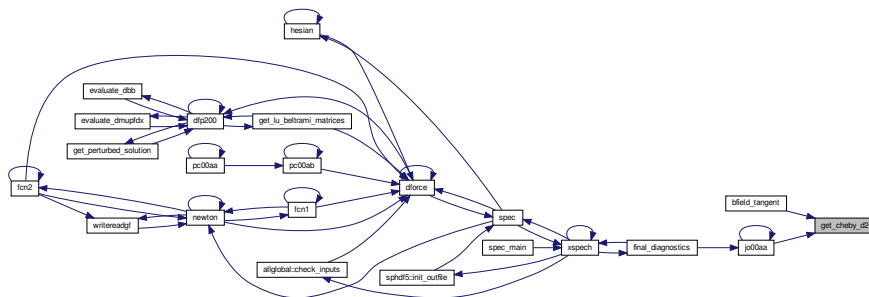 hesian
evaluate_dbb
evaluate_dmupfdx
dfp200
get_lu_beltrami_matrices
get_perturbed_solution
pc00aa
pc00ab
fcn2
dforce
writereadgf
newton
fcn1
spec
bfield_tangent
get_cheby_d2
spec_main
xspech
final_diagnostics
jo00aa
allglobal::check_inputs
sphdf5::init_outfile